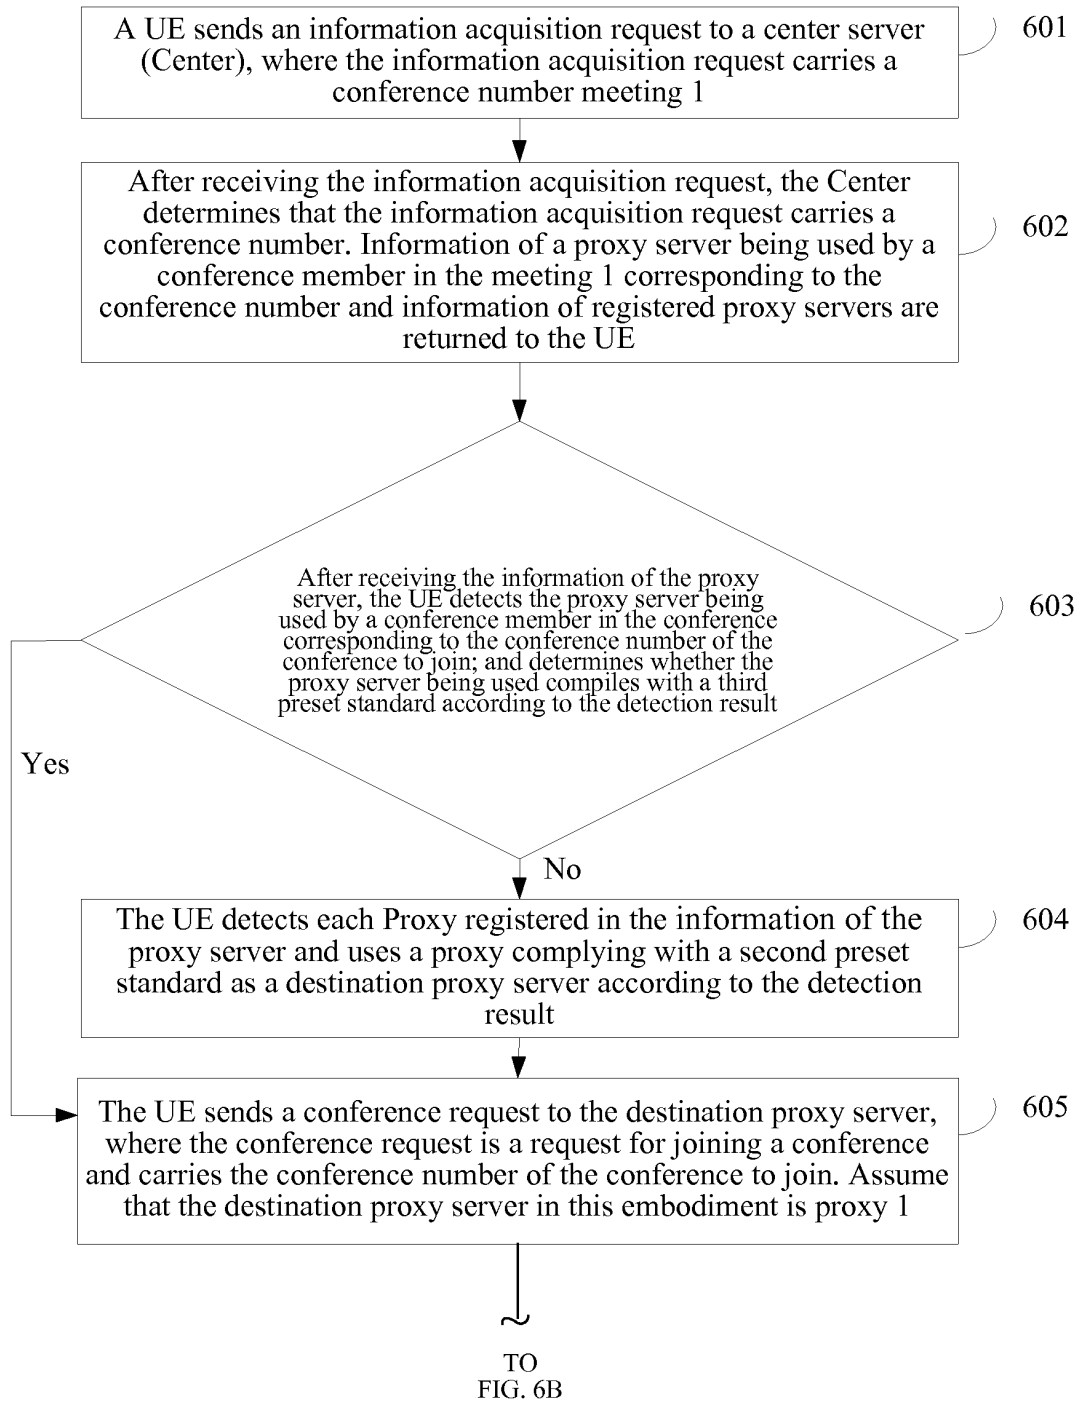 A UE sends an information acquisition request to a center server
(Center), where the information acquisition request carries a
conference number meeting 1
601
After receiving the information acquisition request, the Center
determines that the information acquisition request carries a
conference number. Information of a proxy server being used by a
conference member in the meeting 1 corresponding to the
conference number and information of registered proxy servers are
returned to the UE
602
After receiving the information of the proxy
server, the UE detects the proxy server being
used by a conference member in the conference
corresponding to the conference number of the
conference to join; and determines whether the
proxy server being used compiles with a third
preset standard according to the detection result
603
Yes
No
The UE detects each Proxy registered in the information of the
proxy server and uses a proxy complying with a second preset
standard as a destination proxy server according to the detection
result
604
The UE sends a conference request to the destination proxy server,
where the conference request is a request for joining a conference
and carries the conference number of the conference to join. Assume
that the destination proxy server in this embodiment is proxy 1
605
TO
FIG. 6B